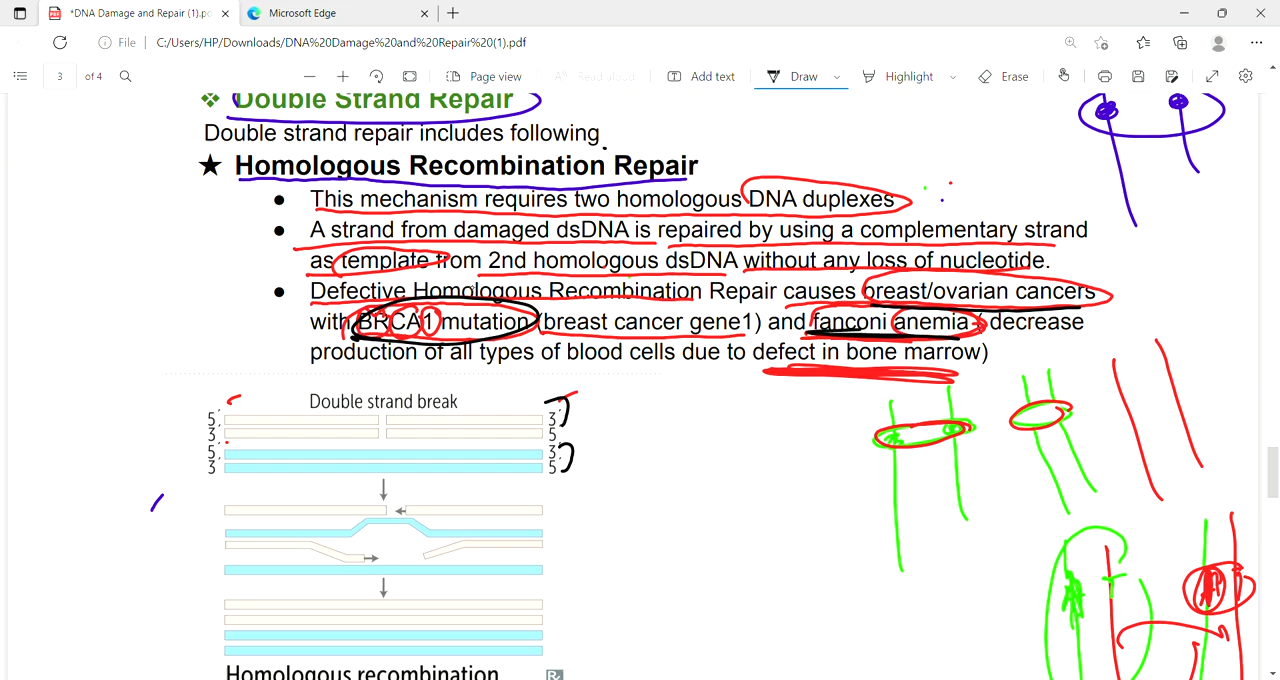 *DNA Damage and Repair (1).pd
Microsoft Edge
File
C:/Users/HP/Downloads/DNA%20Damage%20and%20Repair%20(1).pdf
3 of 4
Page view
Read aloud
Add text
Draw
Highlight
Erase
Double Strand Repair
Double strand repair includes following
★ Homologous Recombination Repair
● This mechanism requires two homologous DNA duplexes
● A strand from damaged dsDNA is repaired by using a complementary strand
as template from 2nd homologous dsDNA without any loss of nucleotide.
● Defective Homologous Recombination Repair causes breast/ovarian cancers
with BRCA1 mutation (breast cancer gene1) and fanconi anemia ( decrease
production of all types of blood cells due to defect in bone marrow)
Double strand break
5′ 3′
3′ 5′
5′ 3′
3′ 5′
T
Homologous recombination